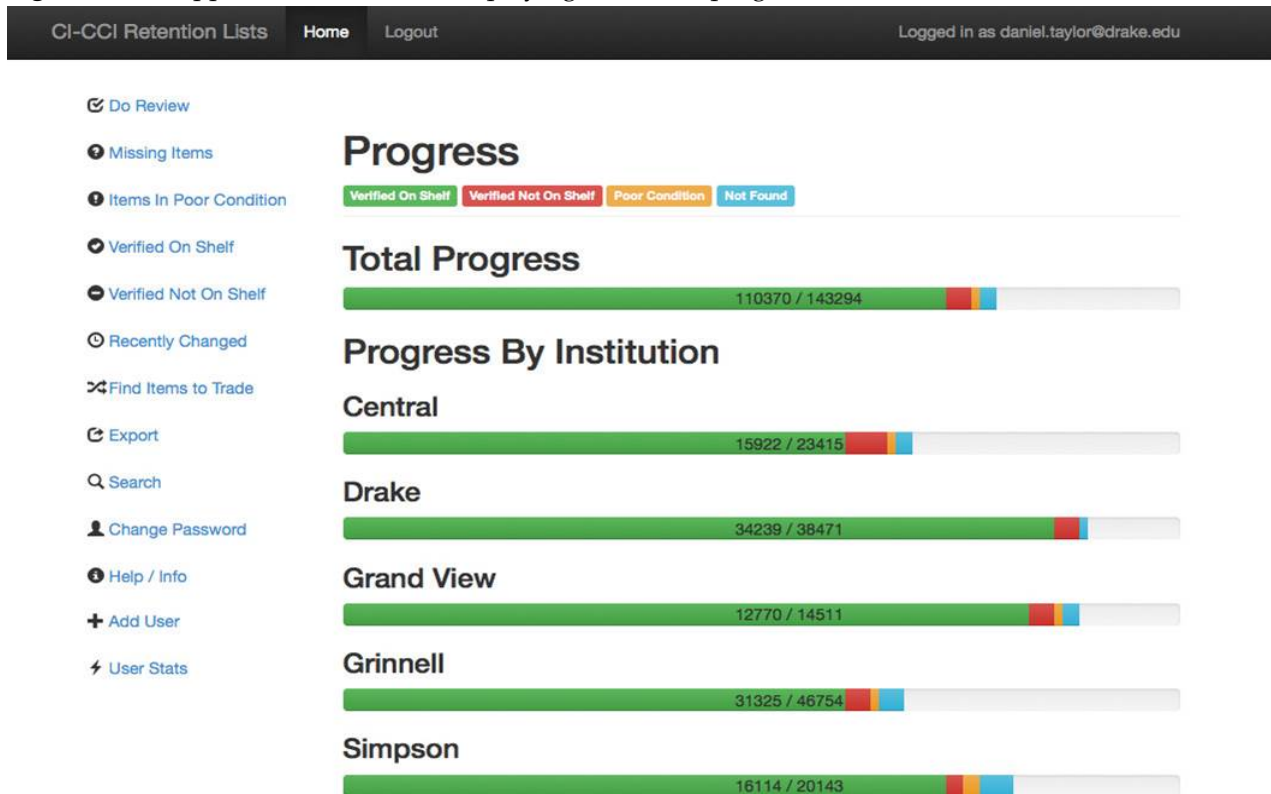 CI-CCI Retention Lists Home Logout Logged in as daniel.taylor@drake.edu
Do Review
Missing Items
Items In Poor Condition
Verified On Shelf
Verified Not On Shelf
Recently Changed
Find Items to Trade
Export
Search
Change Password
Help / Info
Add User
User Stats
Progress
Verified On Shelf Verified Not On Shelf Poor Condition Not Found
Total Progress
110370 / 143294
Progress By Institution
Central
15922 / 23415
Drake
34239 / 38471
Grand View
12770 / 14511
Grinnell
31325 / 46754
Simpson
16114 / 20143